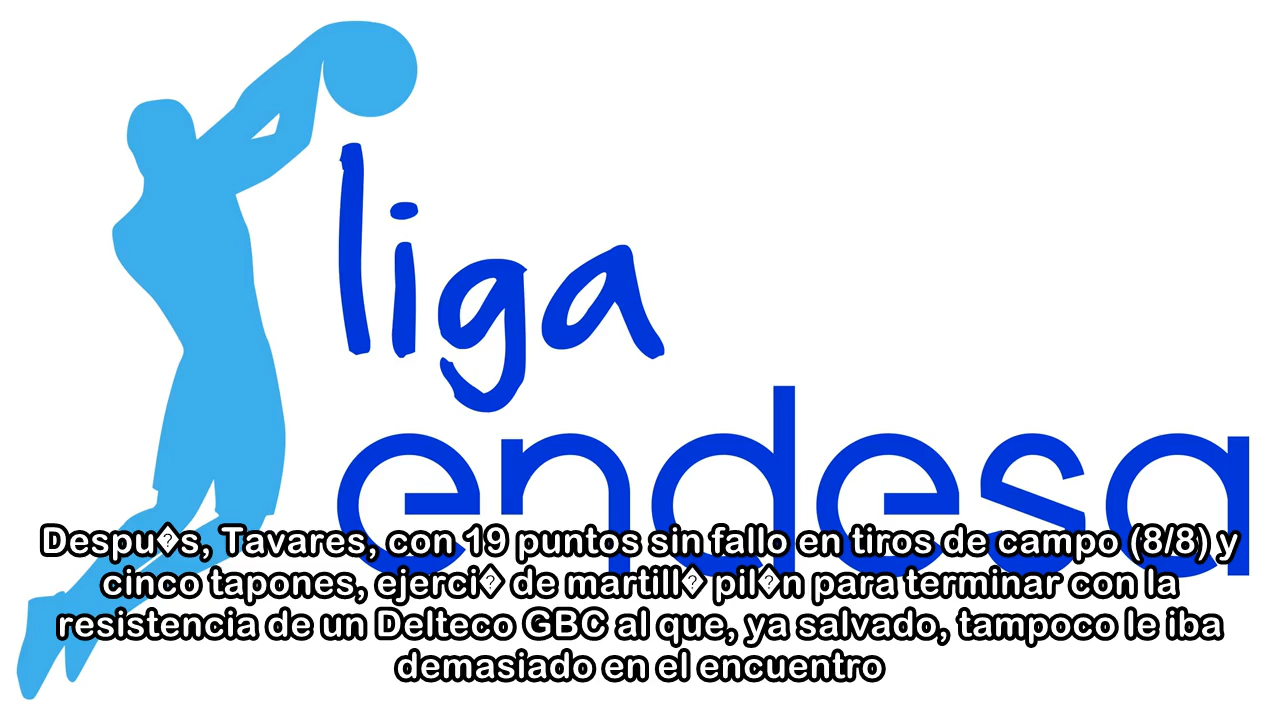 liga
endesa
Despu�s, Tavares, con 19 puntos sin fallo en tiros de campo (8/8) y
cinco tapones, ejerci� de martill� pil�n para terminar con la
resistencia de un Delteco GBC al que, ya salvado, tampoco le iba
demasiado en el encuentro